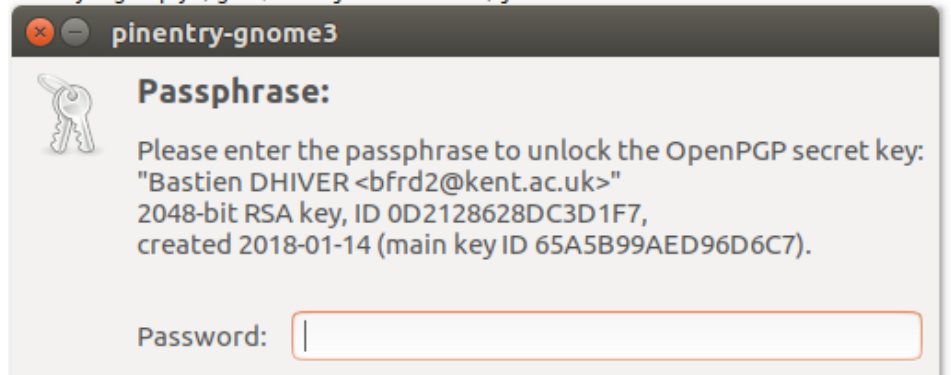 pinentry-gnome3
Passphrase:
Please enter the passphrase to unlock the OpenPGP secret key:
"Bastien DHIVER <bfrd2@kent.ac.uk>"
2048-bit RSA key, ID 0D2128628DC3D1F7,
created 2018-01-14 (main key ID 65A5B99AED96D6C7).
Password: